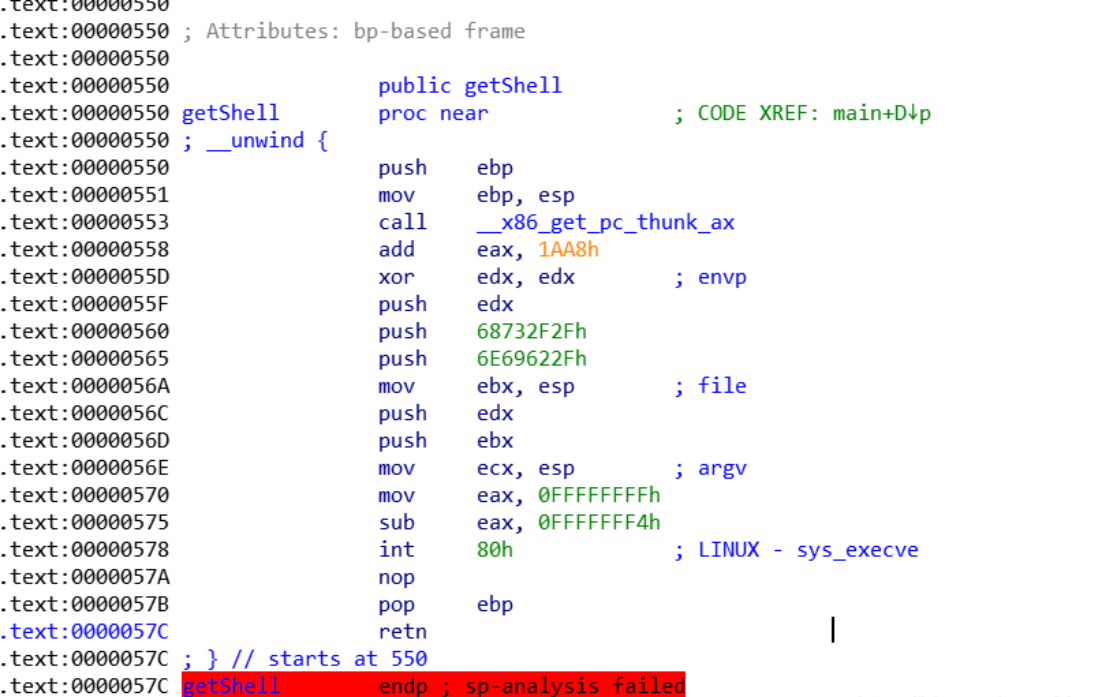 .text:00000550
.text:00000550 ; Attributes: bp-based frame
.text:00000550
.text:00000550 public getShell
.text:00000550 getShell proc near ; CODE XREF: main+D↓p
.text:00000550 ; __unwind {
.text:00000550 push ebp
.text:00000551 mov ebp, esp
.text:00000553 call __x86_get_pc_thunk_ax
.text:00000558 add eax, 1AA8h
.text:0000055D xor edx, edx ; envp
.text:0000055F push edx
.text:00000560 push 68732F2Fh
.text:00000565 push 6E69622Fh
.text:0000056A mov ebx, esp ; file
.text:0000056C push edx
.text:0000056D push ebx
.text:0000056E mov ecx, esp ; argv
.text:00000570 mov eax, 0FFFFFFFFh
.text:00000575 sub eax, 0FFFFFFF4h
.text:00000578 int 80h ; LINUX - sys_execve
.text:0000057A nop
.text:0000057B pop ebp
.text:0000057C retn
.text:0000057C ; } // starts at 550
.text:0000057C getShell endp ; sp-analysis failed